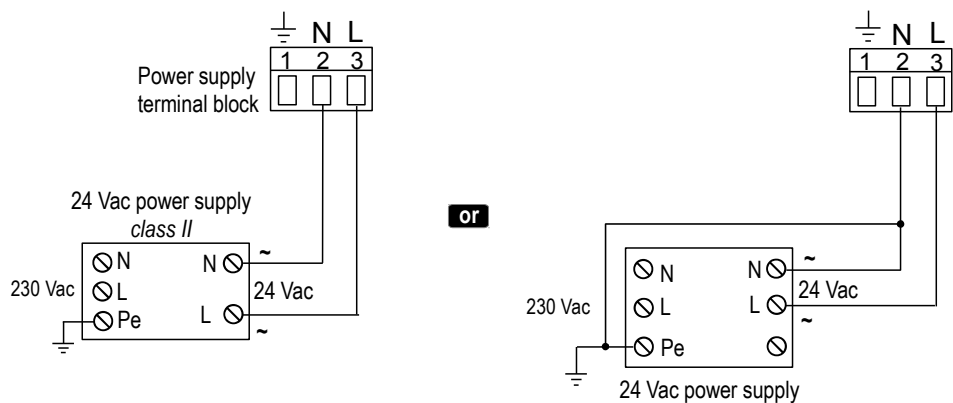 N L
1 2 3
Power supply
terminal block
24 Vac power supply
class II
N N ~
230 Vac L 24 Vac
Pe L ~
or
N L
1 2 3
N N ~
230 Vac L L 24 Vac
~
Pe
24 Vac power supply